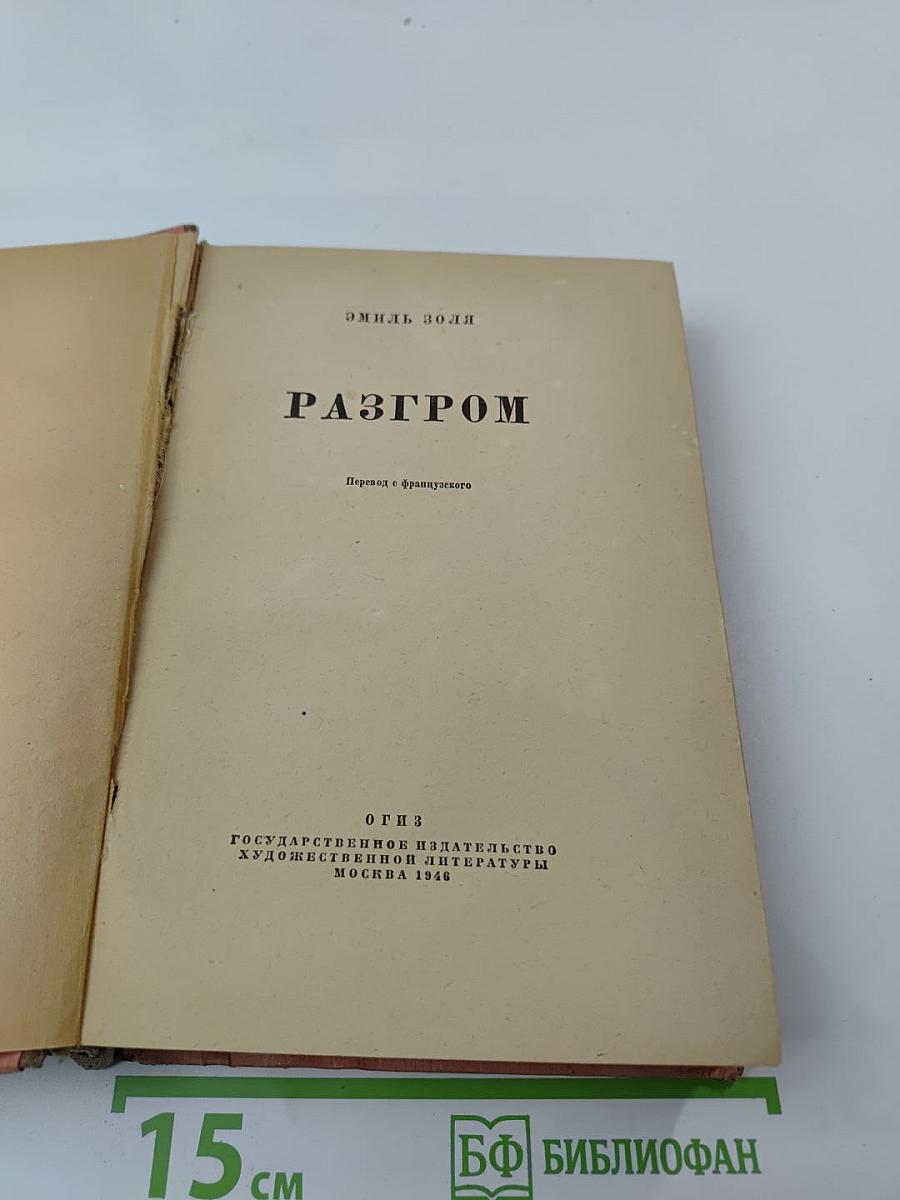 ЭМИЛЬ ЗОЛЯ
РАЗГРОМ
Перевод с французского
ОГИЗ
ГОСУДАРСТВЕННОЕ ИЗДАТЕЛЬСТВО
ХУДОЖЕСТВЕННОЙ ЛИТЕРАТУРЫ
МОСКВА 1946
15 см
БФ БИБЛИОФАН